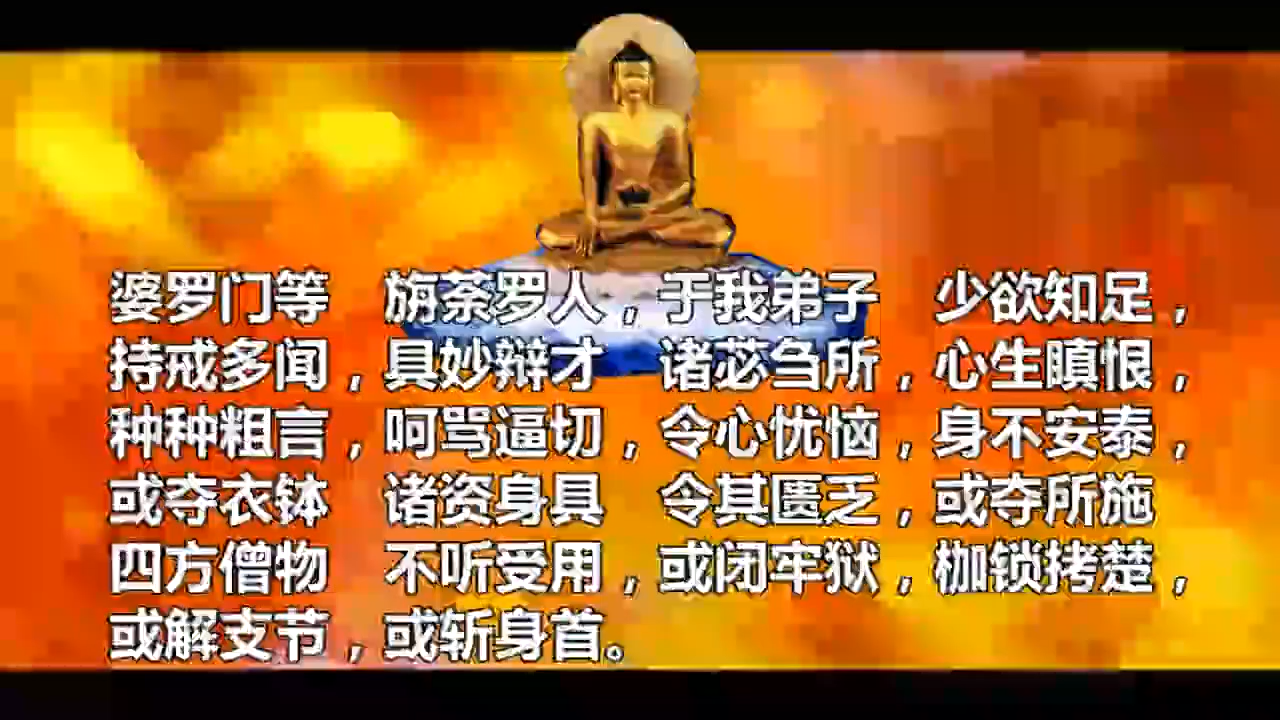 婆罗门等　旃荼罗人，于我弟子　少欲知足，
持戒多闻，具妙辩才　诸苾刍所，心生瞋恨，
种种粗言，呵骂逼切，令心忧恼，身不安泰，
或夺衣钵　诸资身具　令其匮乏，或夺所施
四方僧物　不听受用，或闭牢狱，枷锁拷楚，
或解支节，或斩身首。